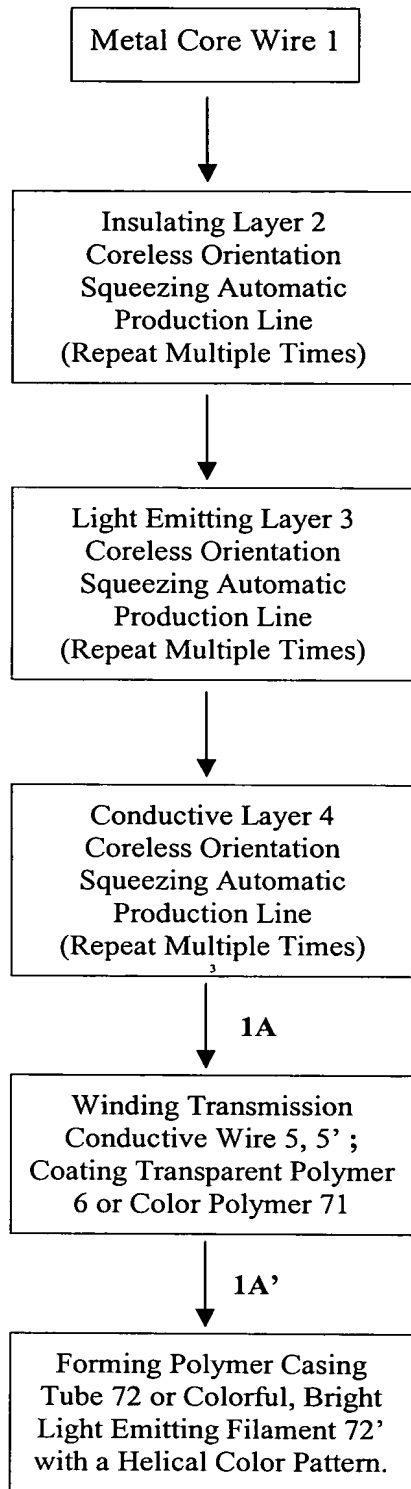 Metal Core Wire 1
Insulating Layer 2
Coreless Orientation
Squeezing Automatic
Production Line
(Repeat Multiple Times)
Light Emitting Layer 3
Coreless Orientation
Squeezing Automatic
Production Line
(Repeat Multiple Times)
Conductive Layer 4
Coreless Orientation
Squeezing Automatic
Production Line
(Repeat Multiple Times)
3
1A
Winding Transmission
Conductive Wire 5, 5’ ;
Coating Transparent Polymer
6 or Color Polymer 71
1A’
Forming Polymer Casing
Tube 72 or Colorful, Bright
Light Emitting Filament 72’
with a Helical Color Pattern.